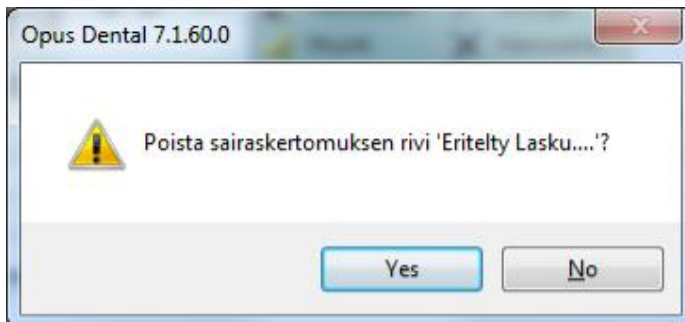 Opus Dental 7.1.60.0
Poista sairaskertomuksen rivi 'Eritelty Lasku....'?
Yes
No